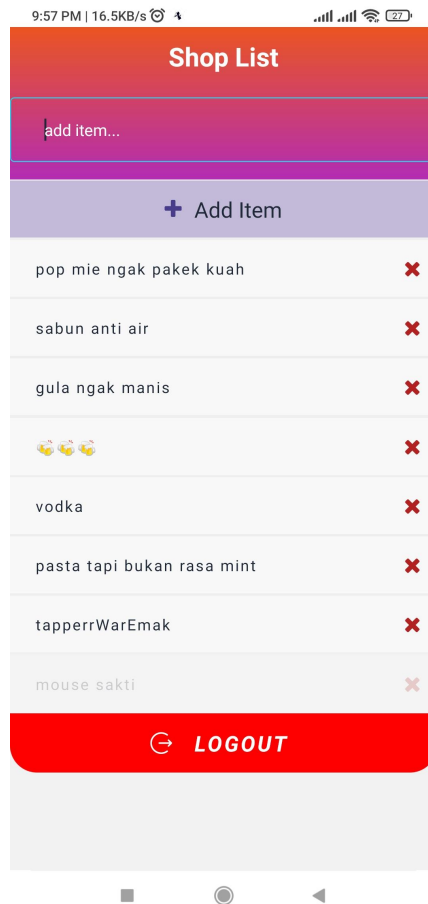 9:57 PM | 16.5KB/s
27
Shop List
add item...
Add Item
pop mie ngak pakek kuah
sabun anti air
gula ngak manis
🍻🍻🍻
vodka
pasta tapi bukan rasa mint
tapperrWarEmak
mouse sakti
LOGOUT